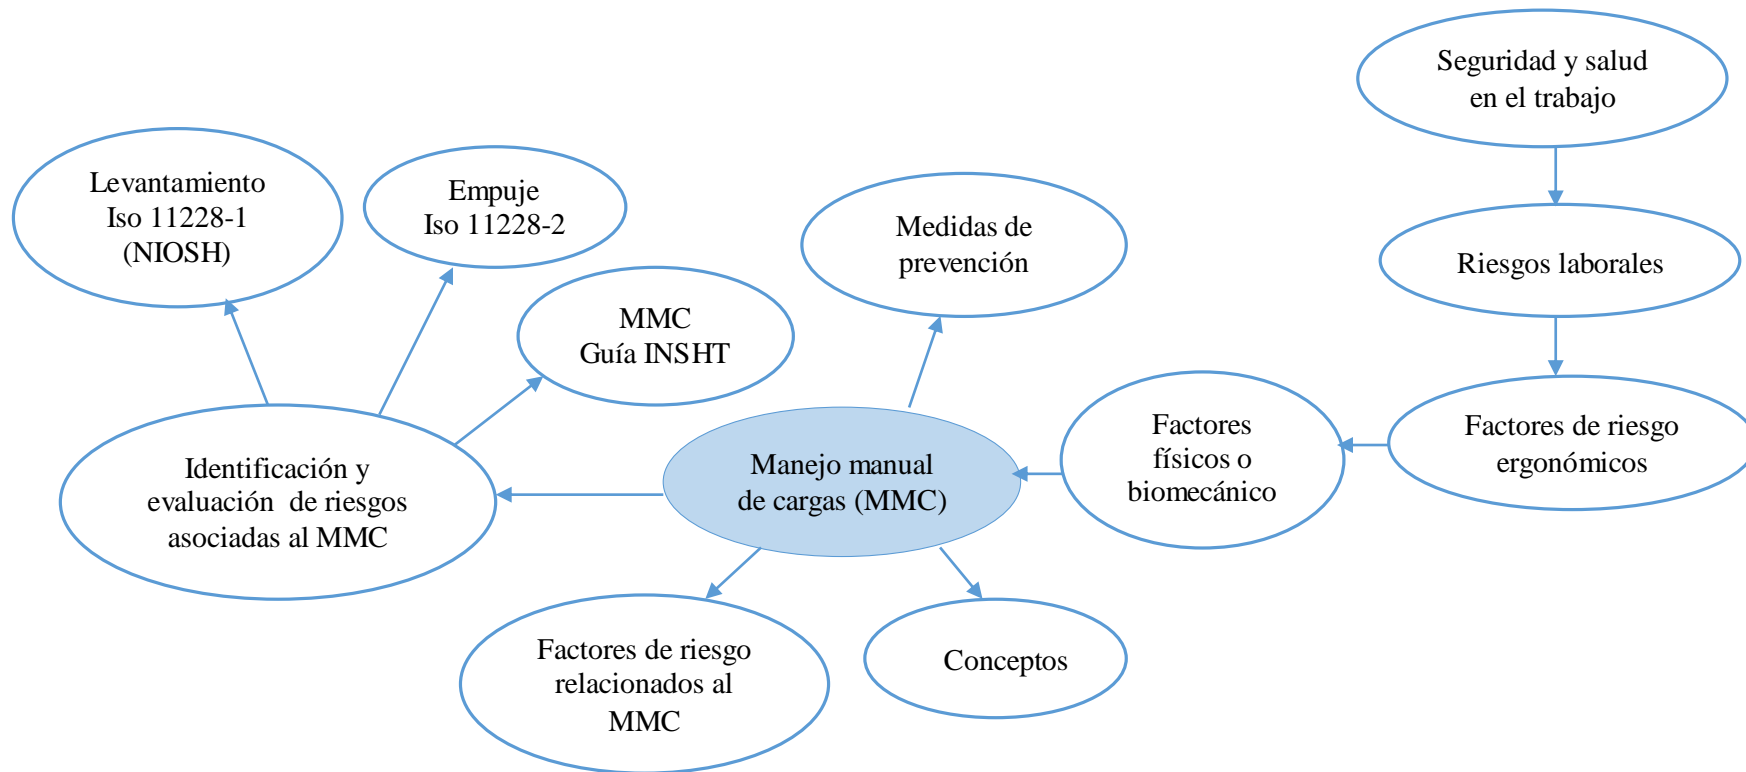 Seguridad y salud
en el trabajo
Levantamiento
Iso 11228-1
(NIOSH)
Empuje
Iso 11228-2
Medidas de
prevención
Riesgos laborales
MMC
Guía INSHT
Identificación y
evaluación de riesgos
asociadas al MMC
Manejo manual
de cargas (MMC)
Factores
físicos o
biomecánico
Factores de riesgo
ergonómicos
Factores de riesgo
relacionados al
MMC
Conceptos